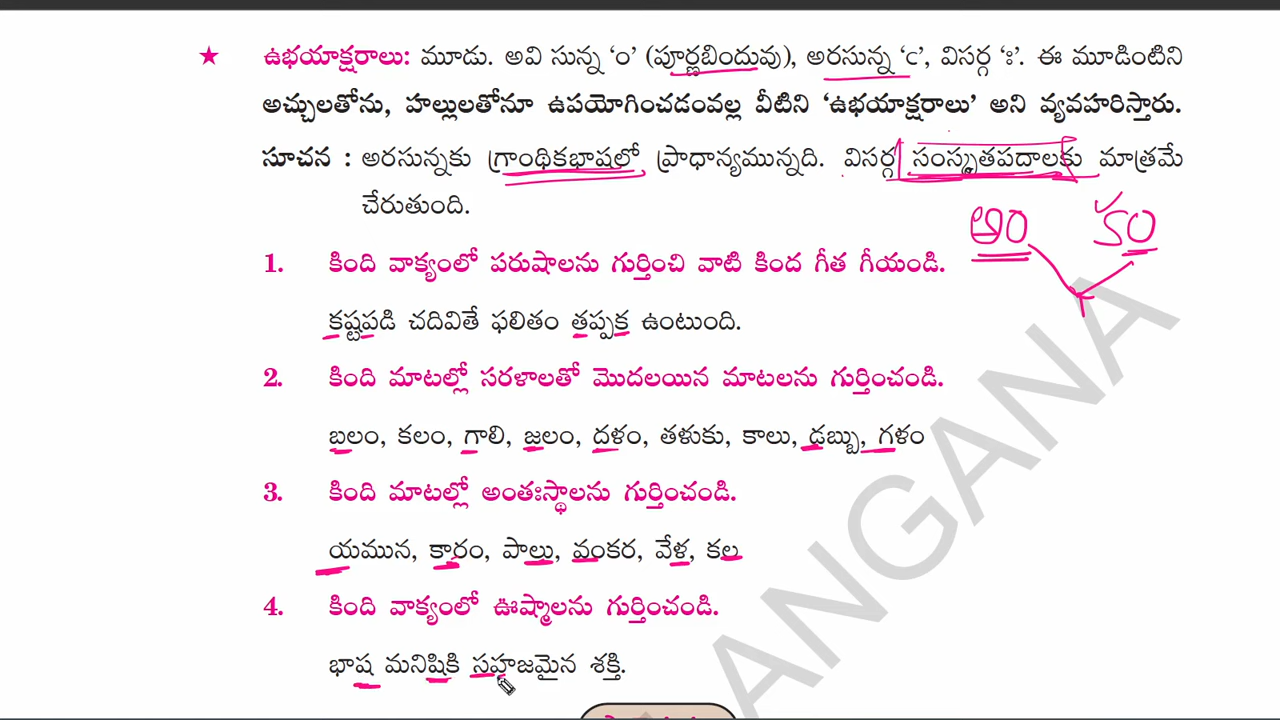 ★ ఉభయాక్షరాలు: మూడు. అవి సున్న ‘ం’ (పూర్ణబిందువు), అరసున్న ‘ఁ’, విసర్గ ‘ః’. ఈ మూడింటిని
అచ్చులతోను, హల్లులతోనూ ఉపయోగించడంవల్ల వీటిని ‘ఉభయాక్షరాలు’ అని వ్యవహరిస్తారు.
సూచన : అరసున్నకు గ్రాంథికభాషలో ప్రాధాన్యమున్నది. విసర్గ సంస్కృతపదాలకు మాత్రమే
చేరుతుంది.
అం కం
1. కింది వాక్యంలో పరుషాలను గుర్తించి వాటి కింద గీత గీయండి.
కష్టపడి చదివితే ఫలితం తప్పక ఉంటుంది.
2. కింది మాటల్లో సరళాలతో మొదలయిన మాటలను గుర్తించండి.
బలం, కలం, గాలి, జలం, దళం, తళుకు, కాలు, డబ్బు, గళం
3. కింది మాటల్లో అంతఃస్థాలను గుర్తించండి.
యమున, కారం, పాలు, వంకర, వేళ, కల
4. కింది వాక్యంలో ఊష్మాలను గుర్తించండి.
భాష మనిషికి సహజమైన శక్తి.
ANGANA